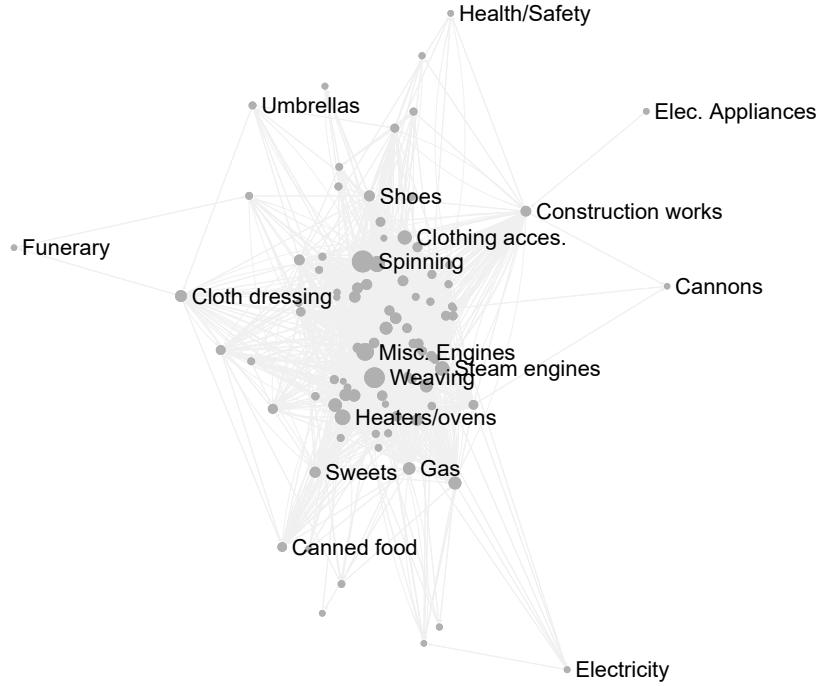 Health/Safety
Umbrellas
Elec. Appliances
Shoes
Construction works
Clothing acces.
Funerary
Spinning
Cannons
Cloth dressing
Misc. Engines
Steam engines
Weaving
Heaters/ovens
Sweets
Gas
Canned food
Electricity